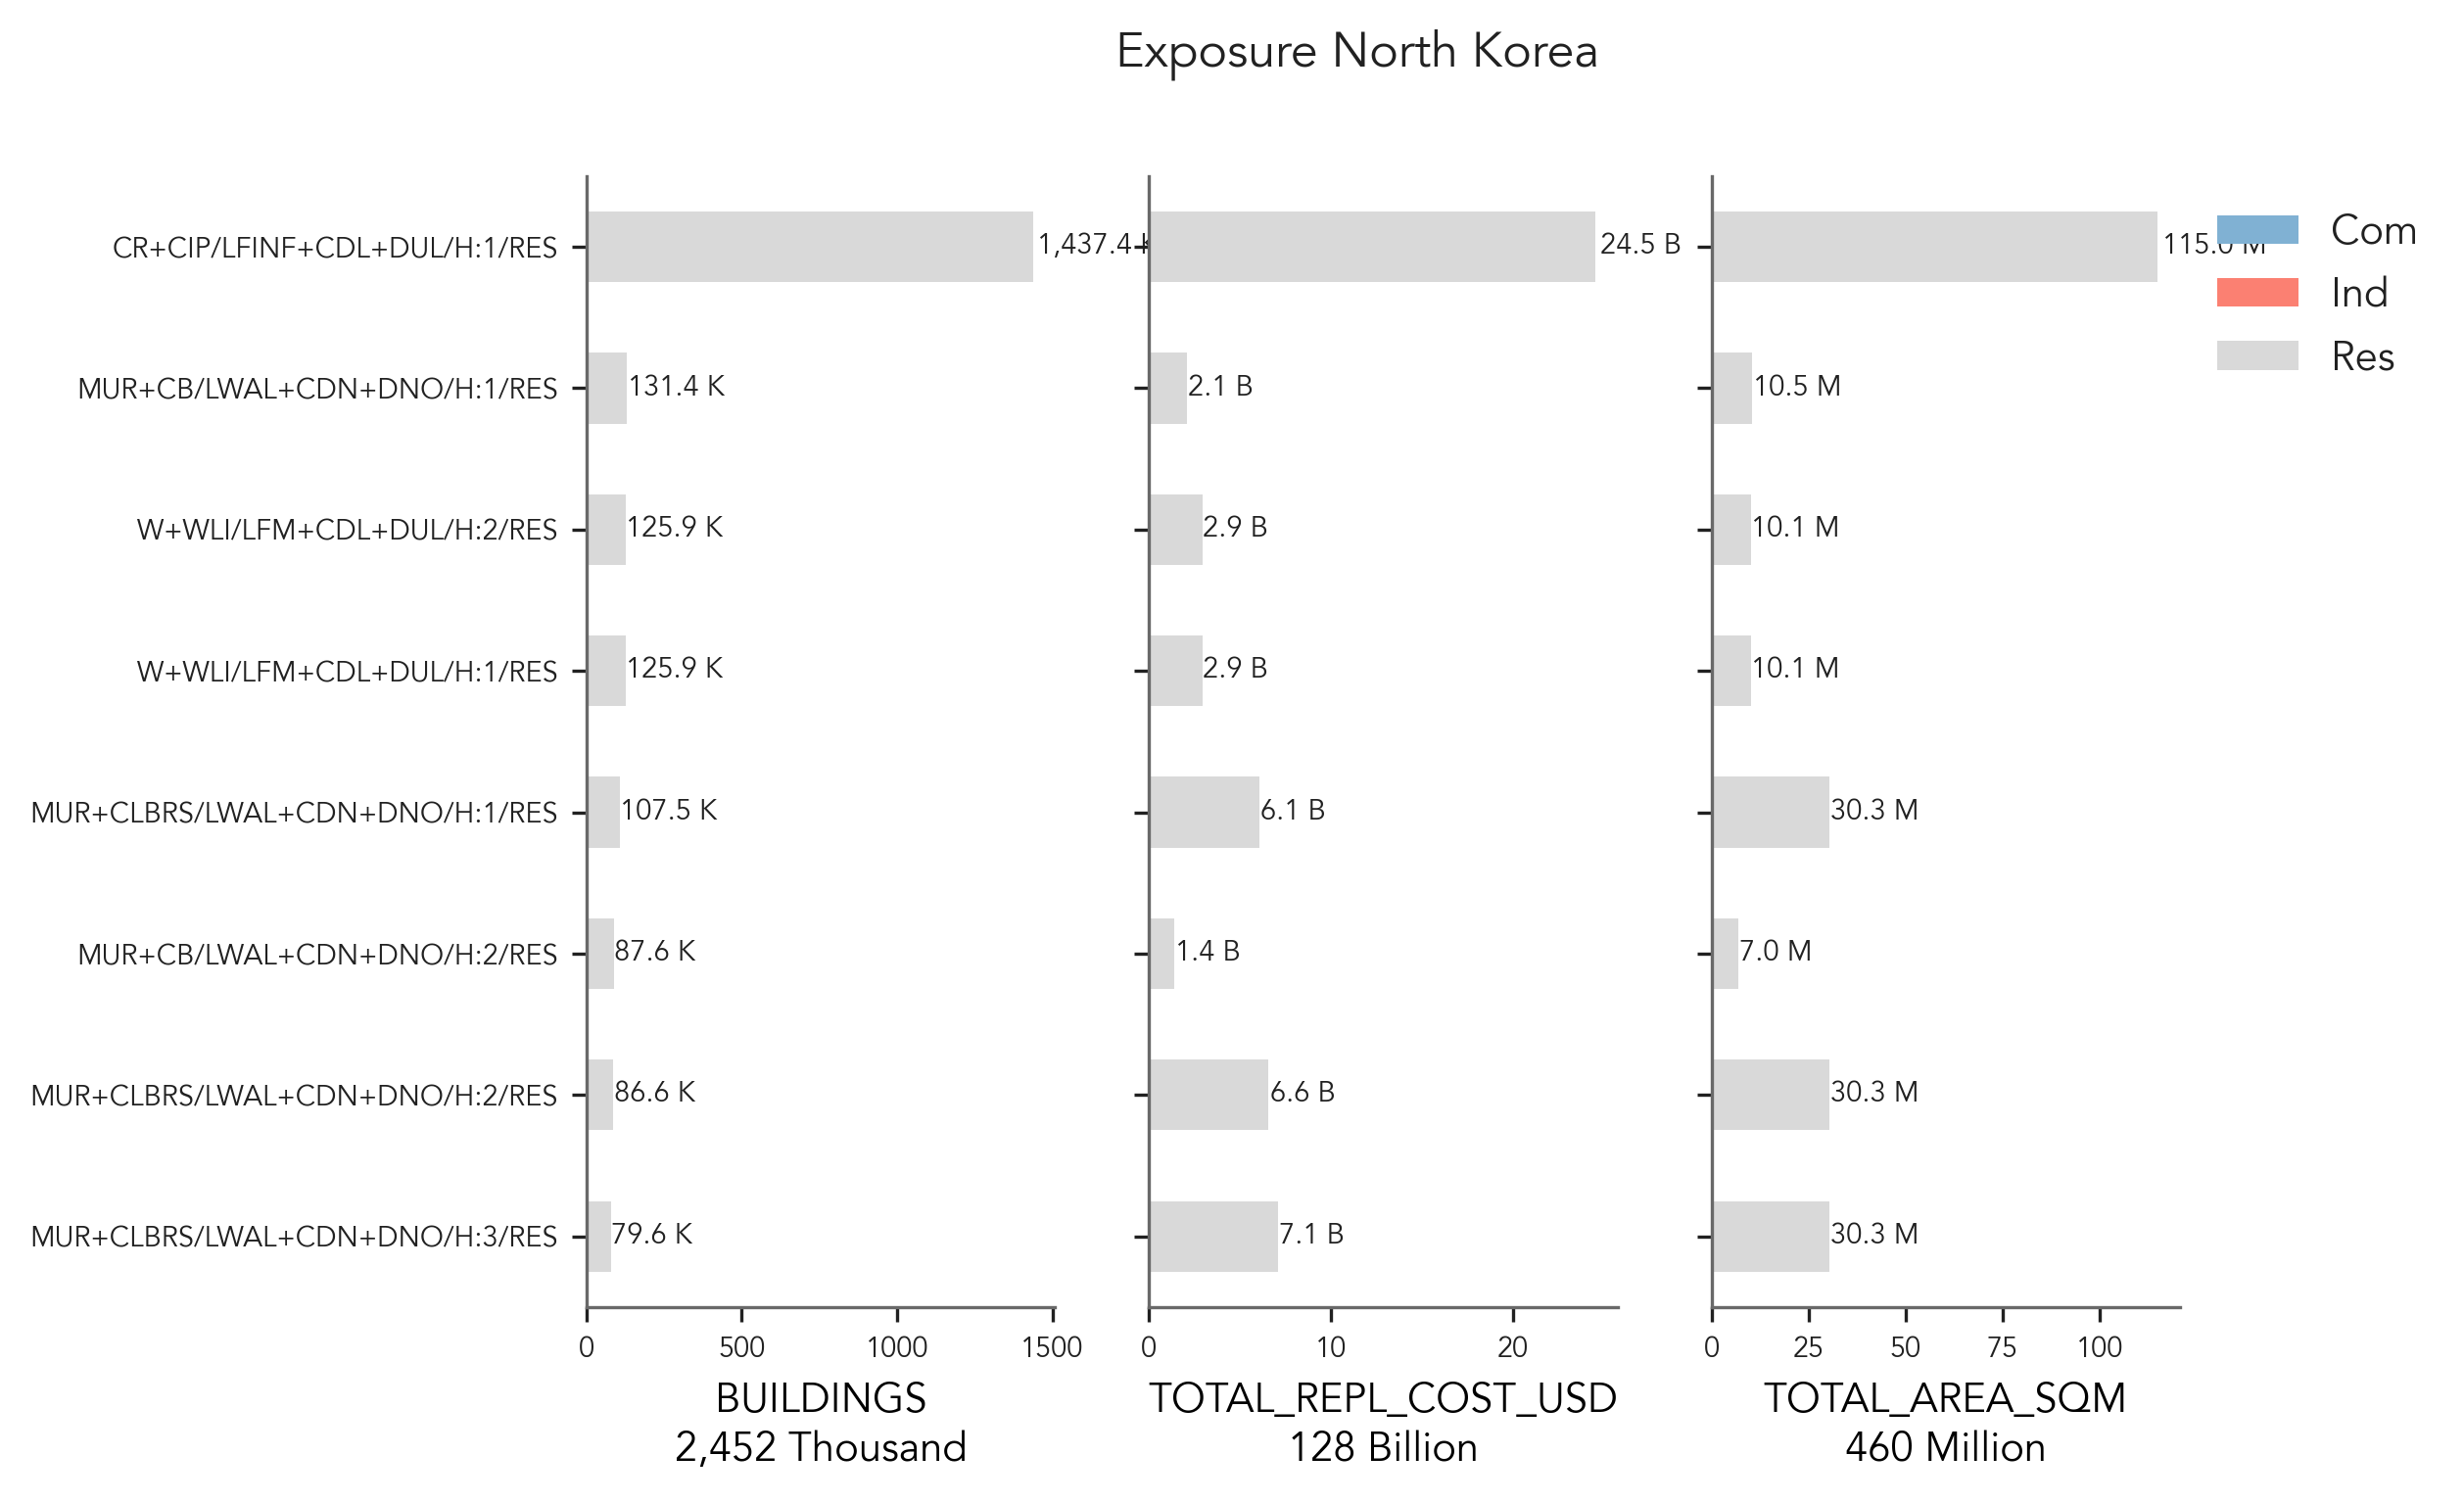 Exposure North Korea
CR+CIP/LFINF+CDL+DUL/H:1/RES
1,437.4 K
24.5 B
115.0 M
MUR+CB/LWAL+CDN+DNO/H:1/RES
131.4 K
2.1 B
10.5 M
W+WLI/LFM+CDL+DUL/H:2/RES
125.9 K
2.9 B
10.1 M
W+WLI/LFM+CDL+DUL/H:1/RES
125.9 K
2.9 B
10.1 M
MUR+CLBRS/LWAL+CDN+DNO/H:1/RES
107.5 K
6.1 B
30.3 M
MUR+CB/LWAL+CDN+DNO/H:2/RES
87.6 K
1.4 B
7.0 M
MUR+CLBRS/LWAL+CDN+DNO/H:2/RES
86.6 K
6.6 B
30.3 M
MUR+CLBRS/LWAL+CDN+DNO/H:3/RES
79.6 K
7.1 B
30.3 M
0 500 1000 1500
BUILDINGS
2,452 Thousand
0 10 20
TOTAL_REPL_COST_USD
128 Billion
0 25 50 75 100
TOTAL_AREA_SQM
460 Million
Com
Ind
Res